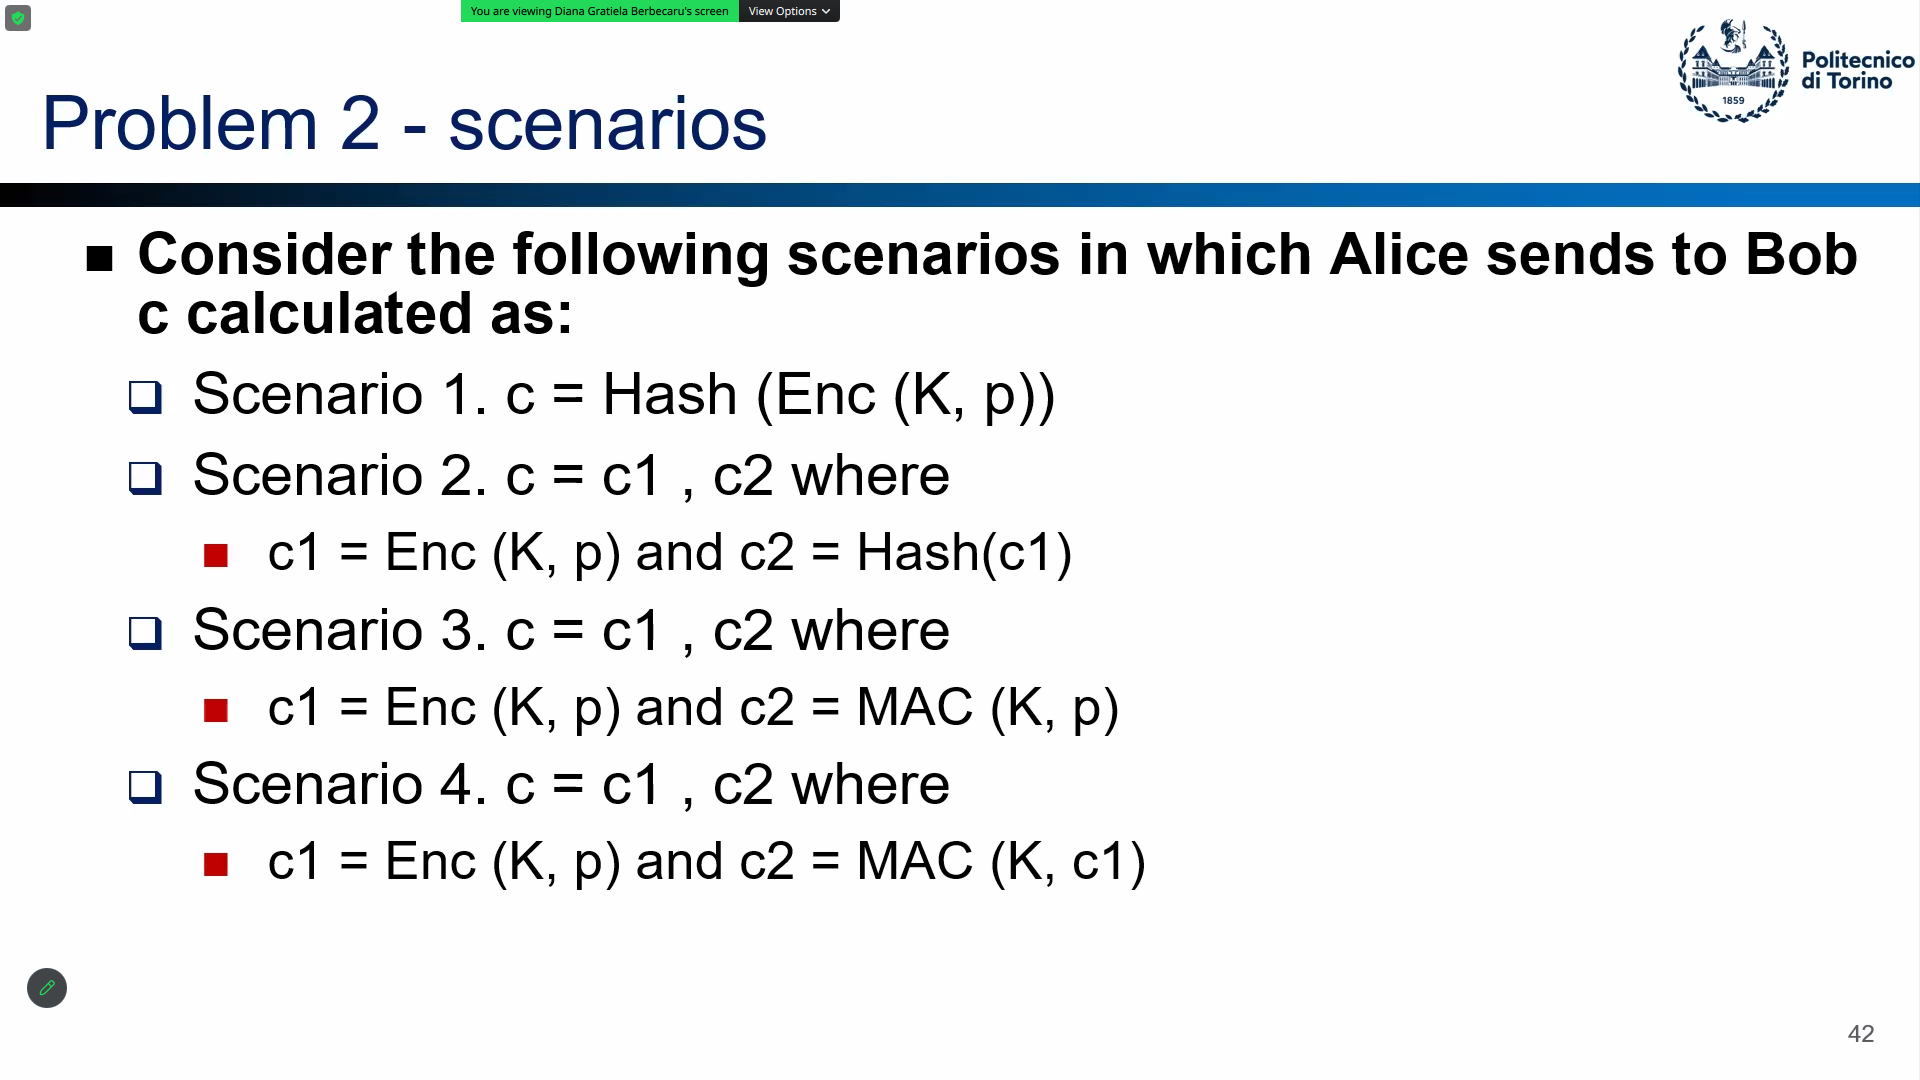 You are viewing Diana Gratiela Berbecaru's screen View Options
Politecnico
di Torino
1859
Problem 2 - scenarios
■ Consider the following scenarios in which Alice sends to Bob
c calculated as:
❑ Scenario 1. c = Hash (Enc (K, p))
❑ Scenario 2. c = c1 , c2 where
■ c1 = Enc (K, p) and c2 = Hash(c1)
❑ Scenario 3. c = c1 , c2 where
■ c1 = Enc (K, p) and c2 = MAC (K, p)
❑ Scenario 4. c = c1 , c2 where
■ c1 = Enc (K, p) and c2 = MAC (K, c1)
42